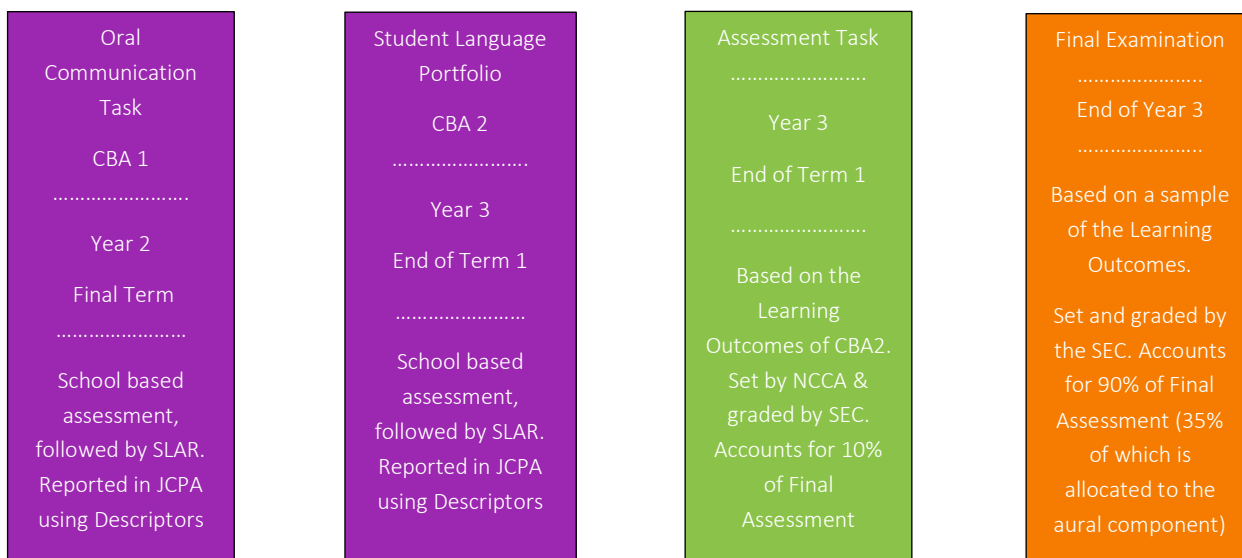 Oral
Communication
Task
CBA 1
…………………….
Year 2
Final Term
……………………
School based
assessment,
followed by SLAR.
Reported in JCPA
using Descriptors
Student Language
Portfolio
CBA 2
…………………….
Year 3
End of Term 1
……………………
School based
assessment,
followed by SLAR.
Reported in JCPA
using Descriptors
Assessment Task
…………………….
Year 3
End of Term 1
…………………….
Based on the
Learning
Outcomes of CBA2.
Set by NCCA &
graded by SEC.
Accounts for 10%
of Final
Assessment
Final Examination
…………………..
End of Year 3
…………………..
Based on a sample
of the Learning
Outcomes.
Set and graded by
the SEC. Accounts
for 90% of Final
Assessment (35%
of which is
allocated to the
aural component)